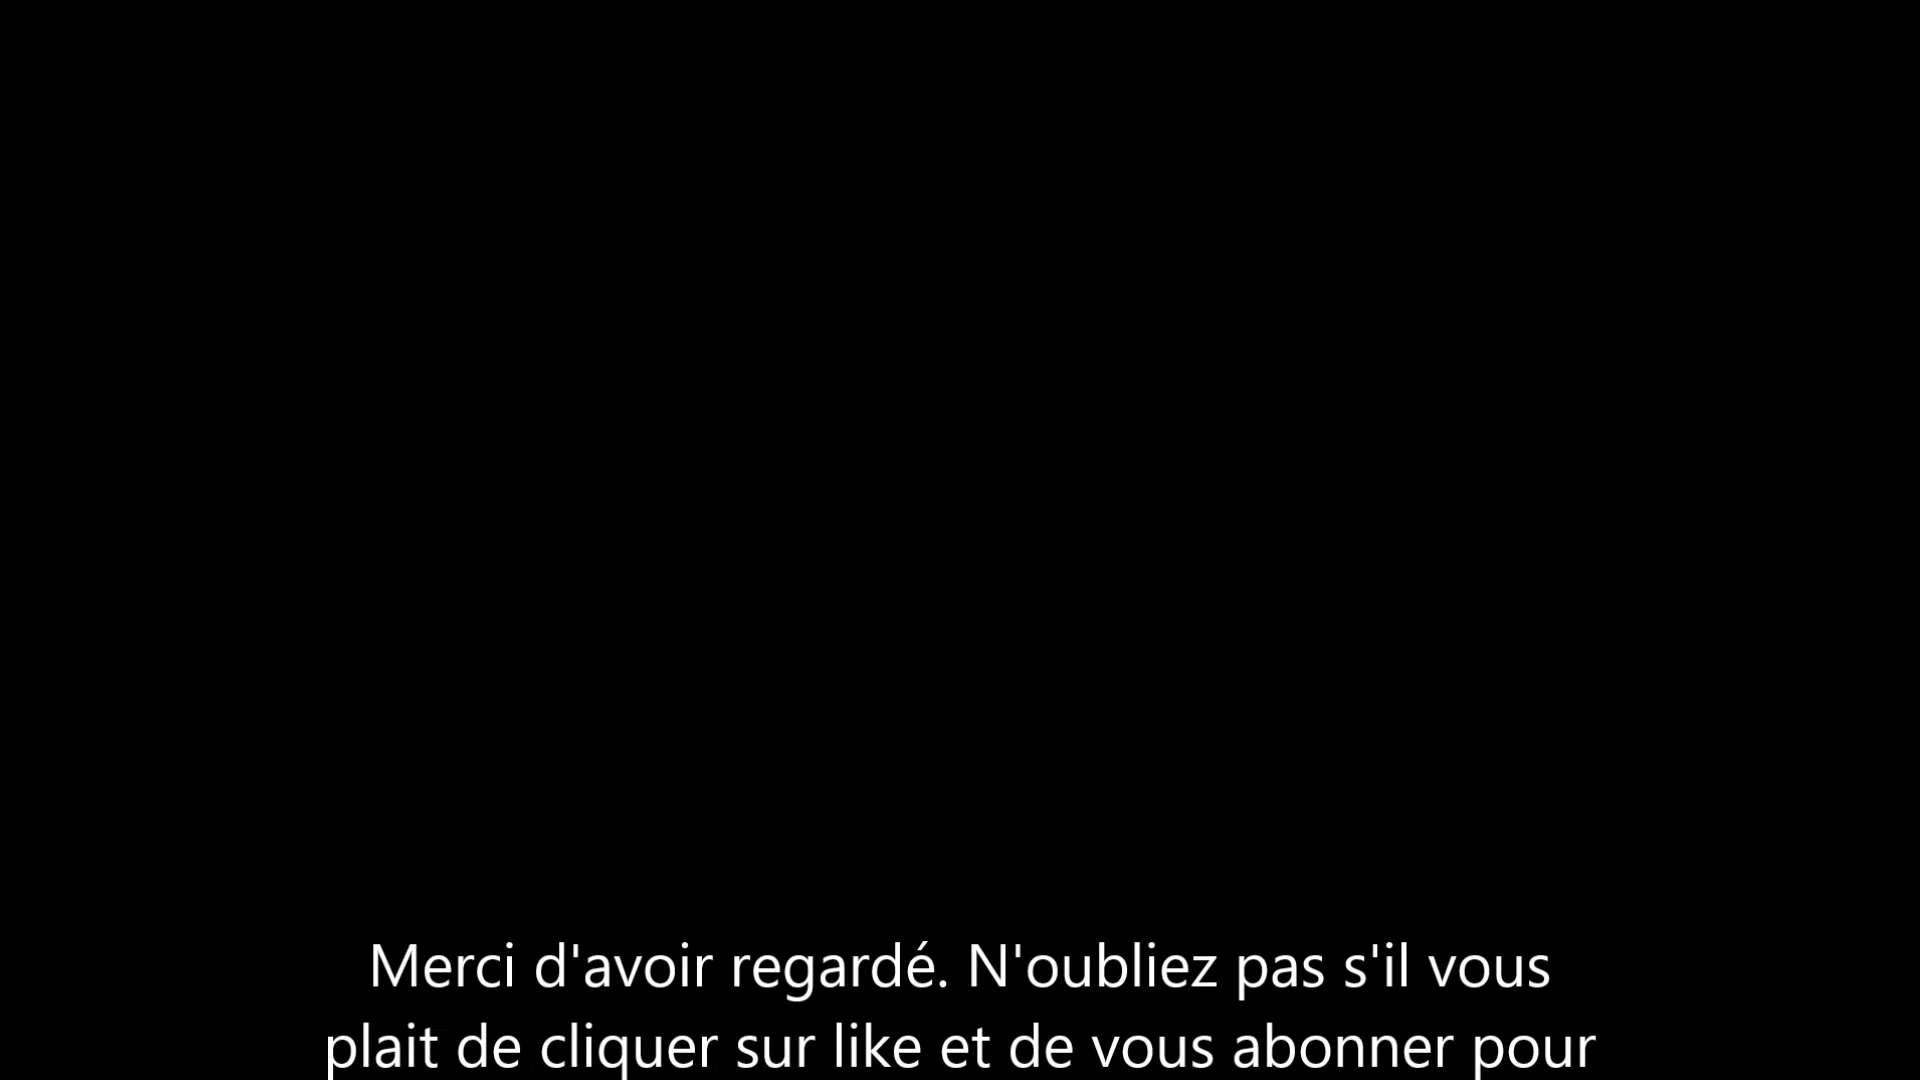 Merci d'avoir regardé. N'oubliez pas s'il vous
plait de cliquer sur like et de vous abonner pour